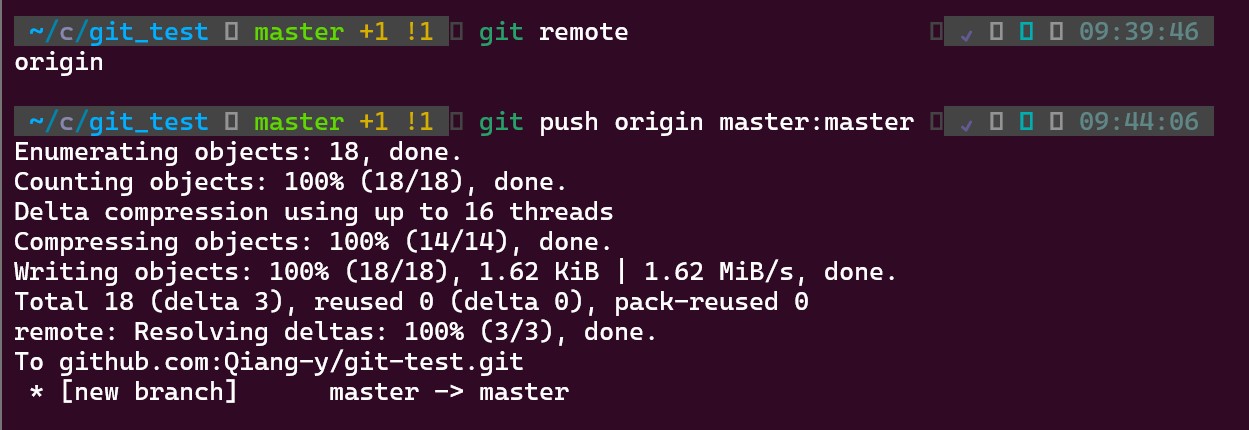 ~/c/git_test master +1 !1 git remote 09:39:46
origin
~/c/git_test master +1 !1 git push origin master:master 09:44:06
Enumerating objects: 18, done.
Counting objects: 100% (18/18), done.
Delta compression using up to 16 threads
Compressing objects: 100% (14/14), done.
Writing objects: 100% (18/18), 1.62 KiB | 1.62 MiB/s, done.
Total 18 (delta 3), reused 0 (delta 0), pack-reused 0
remote: Resolving deltas: 100% (3/3), done.
To github.com:Qiang-y/git-test.git
 * [new branch]      master -> master